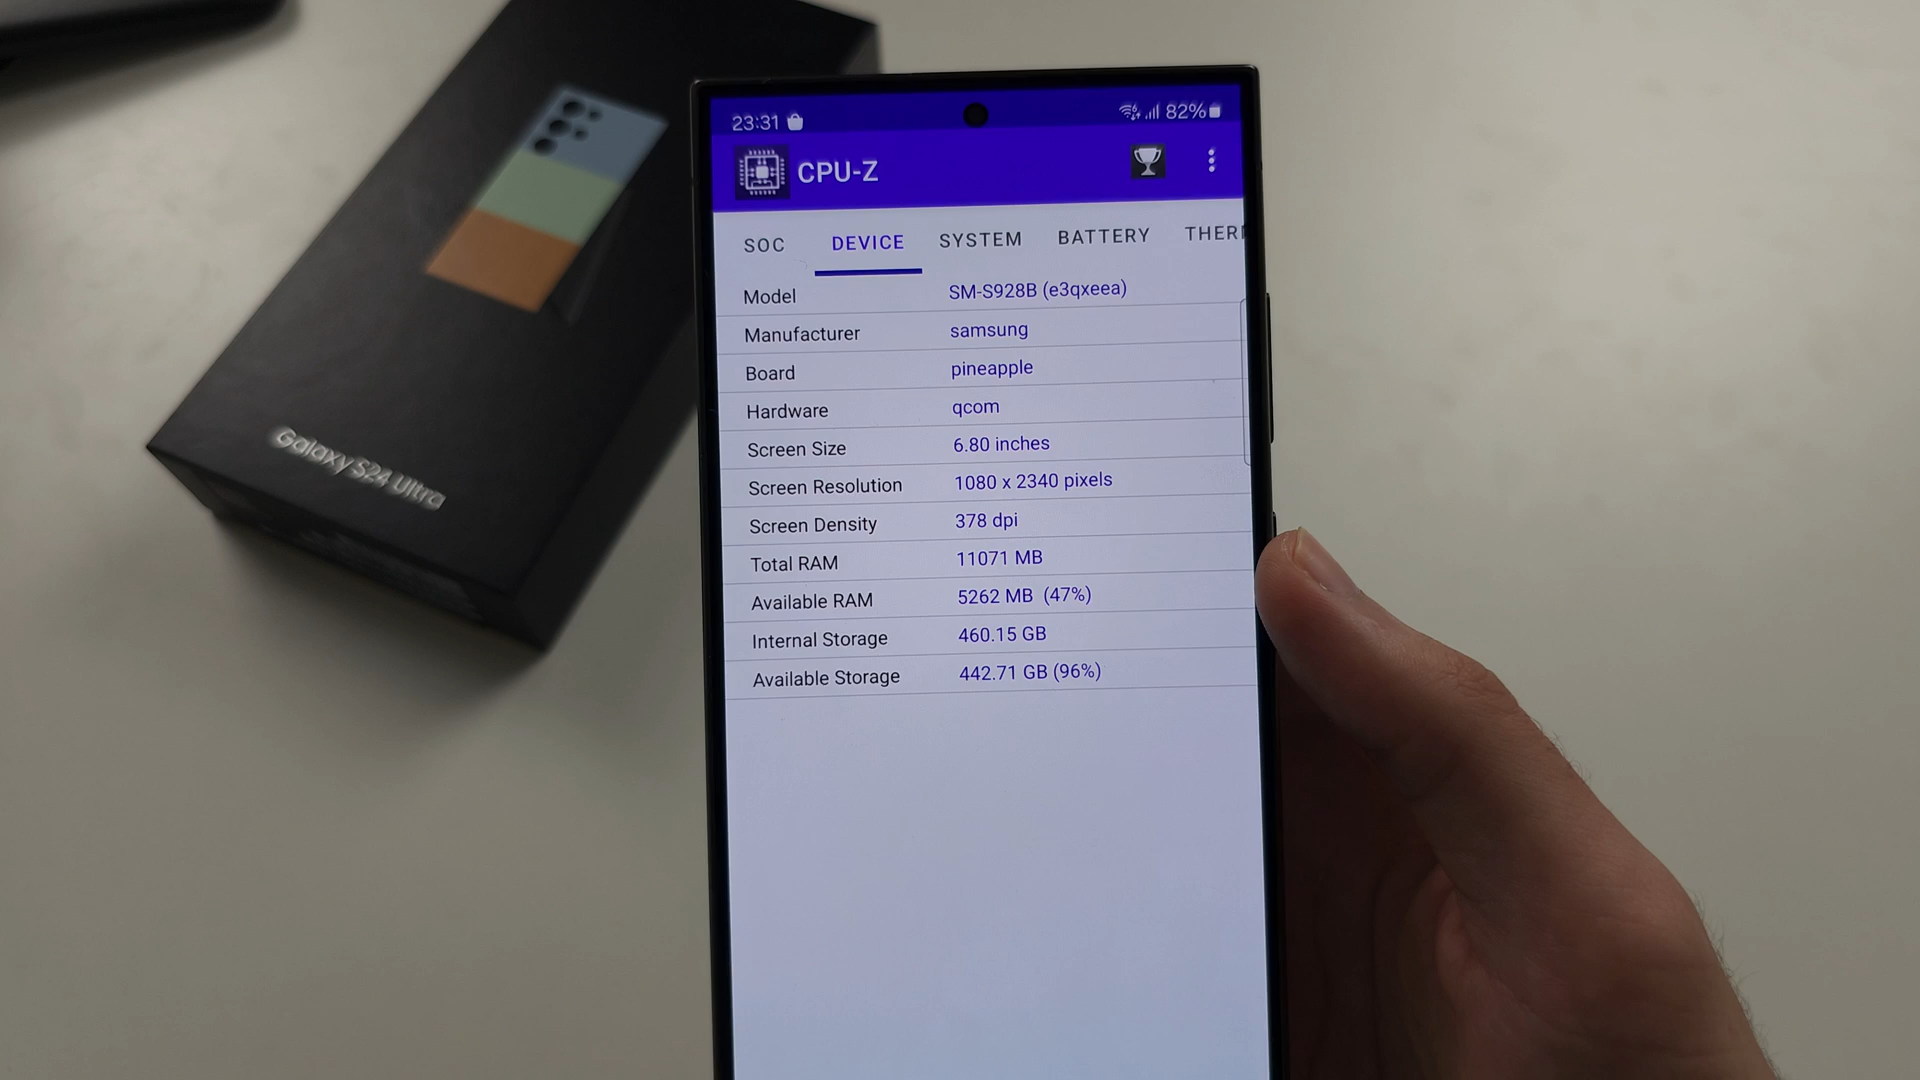 23:31 82%
CPU-Z
SOC DEVICE SYSTEM BATTERY THERM
Model SM-S928B (e3qxeea)
Manufacturer samsung
Board pineapple
Hardware qcom
Screen Size 6.80 inches
Screen Resolution 1080 x 2340 pixels
Screen Density 378 dpi
Total RAM 11071 MB
Available RAM 5262 MB (47%)
Internal Storage 460.15 GB
Available Storage 442.71 GB (96%)
Galaxy S24 Ultra